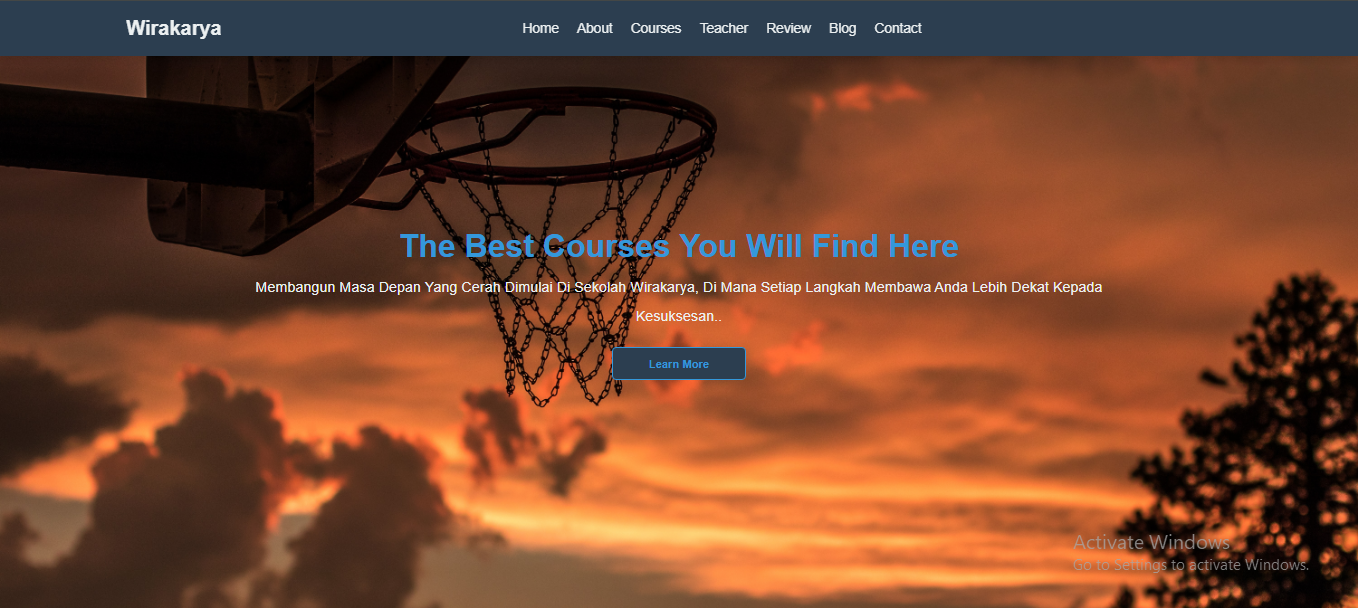 Wirakarya
Home About Courses Teacher Review Blog Contact
The Best Courses You Will Find Here
Membangun Masa Depan Yang Cerah Dimulai Di Sekolah Wirakarya, Di Mana Setiap Langkah Membawa Anda Lebih Dekat Kepada
Kesuksesan..
Learn More
Activate Windows
Go to Settings to activate Windows.